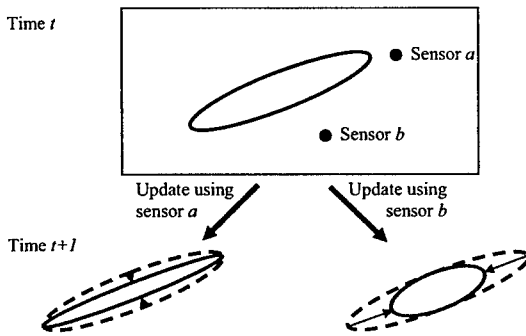 Time t
Sensor a
Sensor b
Update using
sensor a
Update using
sensor b
Time t+1